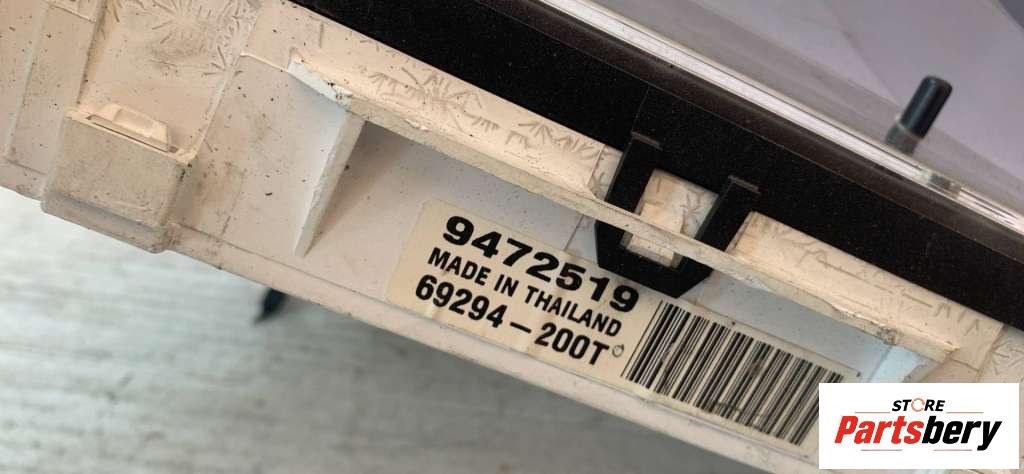 9472519
MADE IN THAILAND
69294-200T
STORE
Partsbery